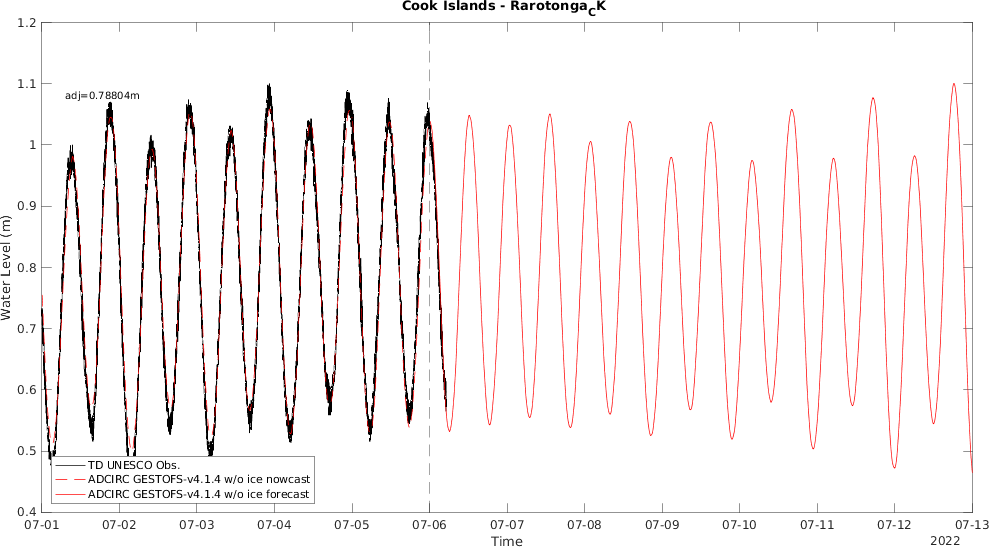 Cook Islands - Rarotonga_CK
adj=0.78804m
Water Level (m)
1.2
1.1
1
0.9
0.8
0.7
0.6
0.5
0.4
TD UNESCO Obs.
ADCIRC GESTOFS-v4.1.4 w/o ice nowcast
ADCIRC GESTOFS-v4.1.4 w/o ice forecast
07-01 07-02 07-03 07-04 07-05 07-06 07-07 07-08 07-09 07-10 07-11 07-12 07-13
Time
2022